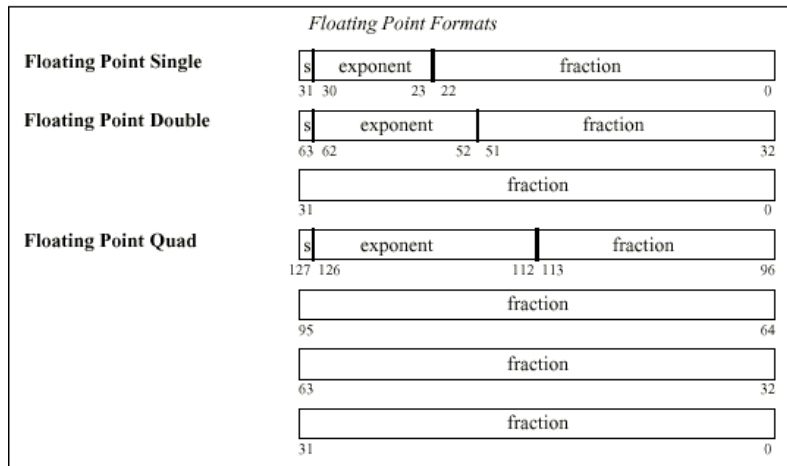 Floating Point Formats
Floating Point Single
s exponent fraction
31 30 23 22 0
Floating Point Double
s exponent fraction
63 62 52 51 32
fraction
31 0
Floating Point Quad
s exponent fraction
127 126 112 113 96
fraction
95 64
fraction
63 32
fraction
31 0